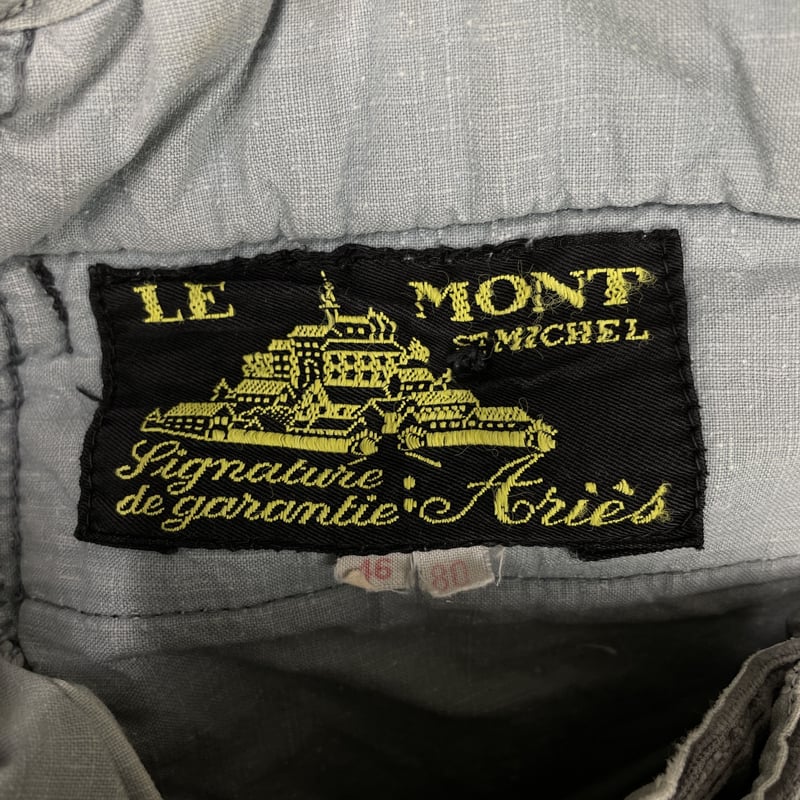 LE MONT
ST MICHEL
Signature
de garantie: Ariès
46 80